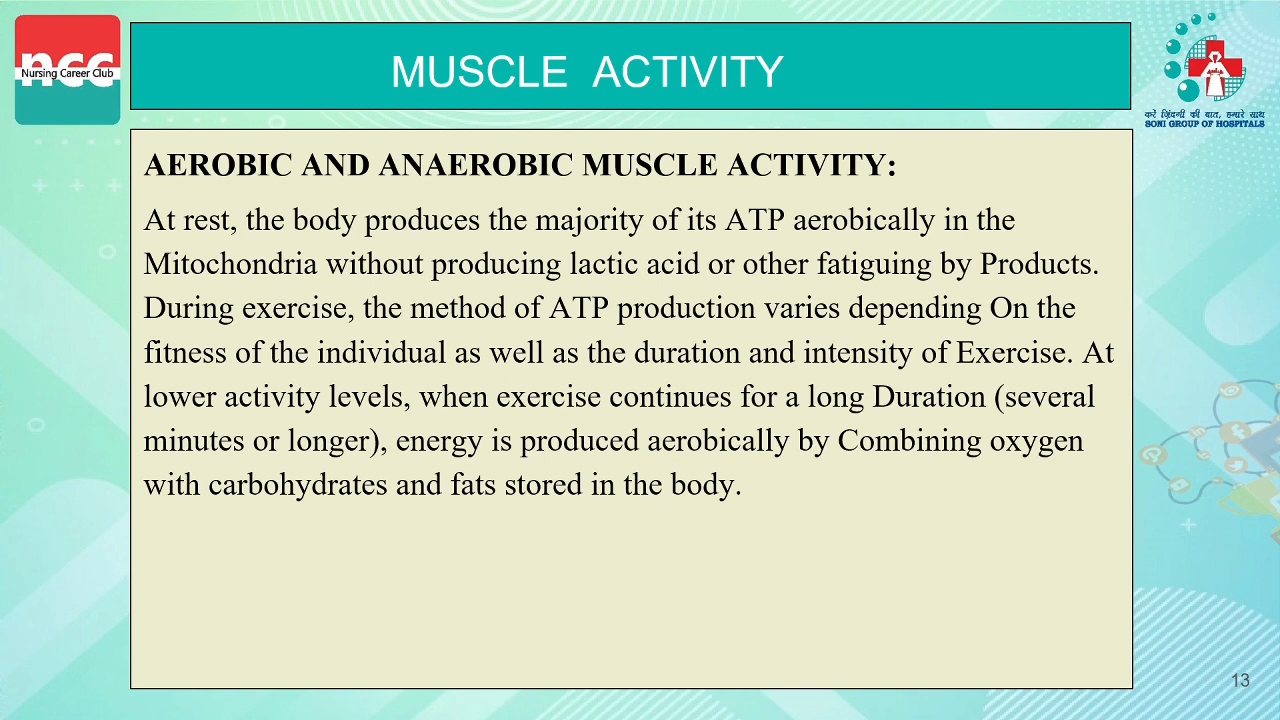 ncc
Nursing Career Club
MUSCLE ACTIVITY
करे ज़िंदगी की बात, हमारे साथ
SONI GROUP OF HOSPITALS
AEROBIC AND ANAEROBIC MUSCLE ACTIVITY:
At rest, the body produces the majority of its ATP aerobically in the
Mitochondria without producing lactic acid or other fatiguing by Products.
During exercise, the method of ATP production varies depending On the
fitness of the individual as well as the duration and intensity of Exercise. At
lower activity levels, when exercise continues for a long Duration (several
minutes or longer), energy is produced aerobically by Combining oxygen
with carbohydrates and fats stored in the body.
13